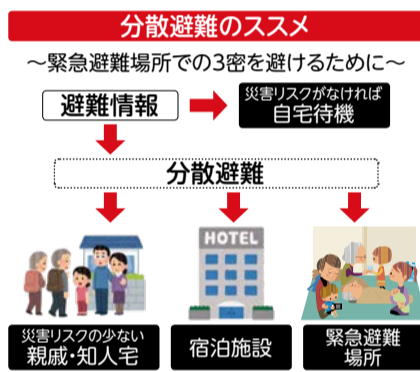 分散避難のススメ
～緊急避難場所での3密を避けるために～
避難情報
災害リスクがなければ
自宅待機
分散避難
HOTEL
災害リスクの少ない
親戚・知人宅
宿泊施設
緊急避難
場所